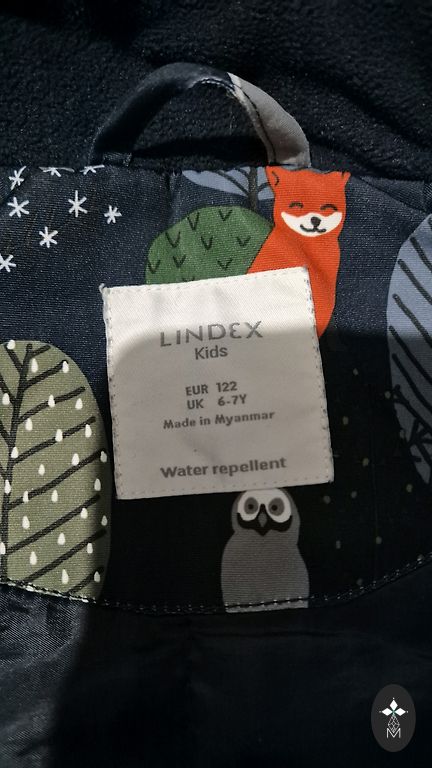 LINDEX
Kids
EUR 122
UK 6-7Y
Made in Myanmar
Water repellent
M